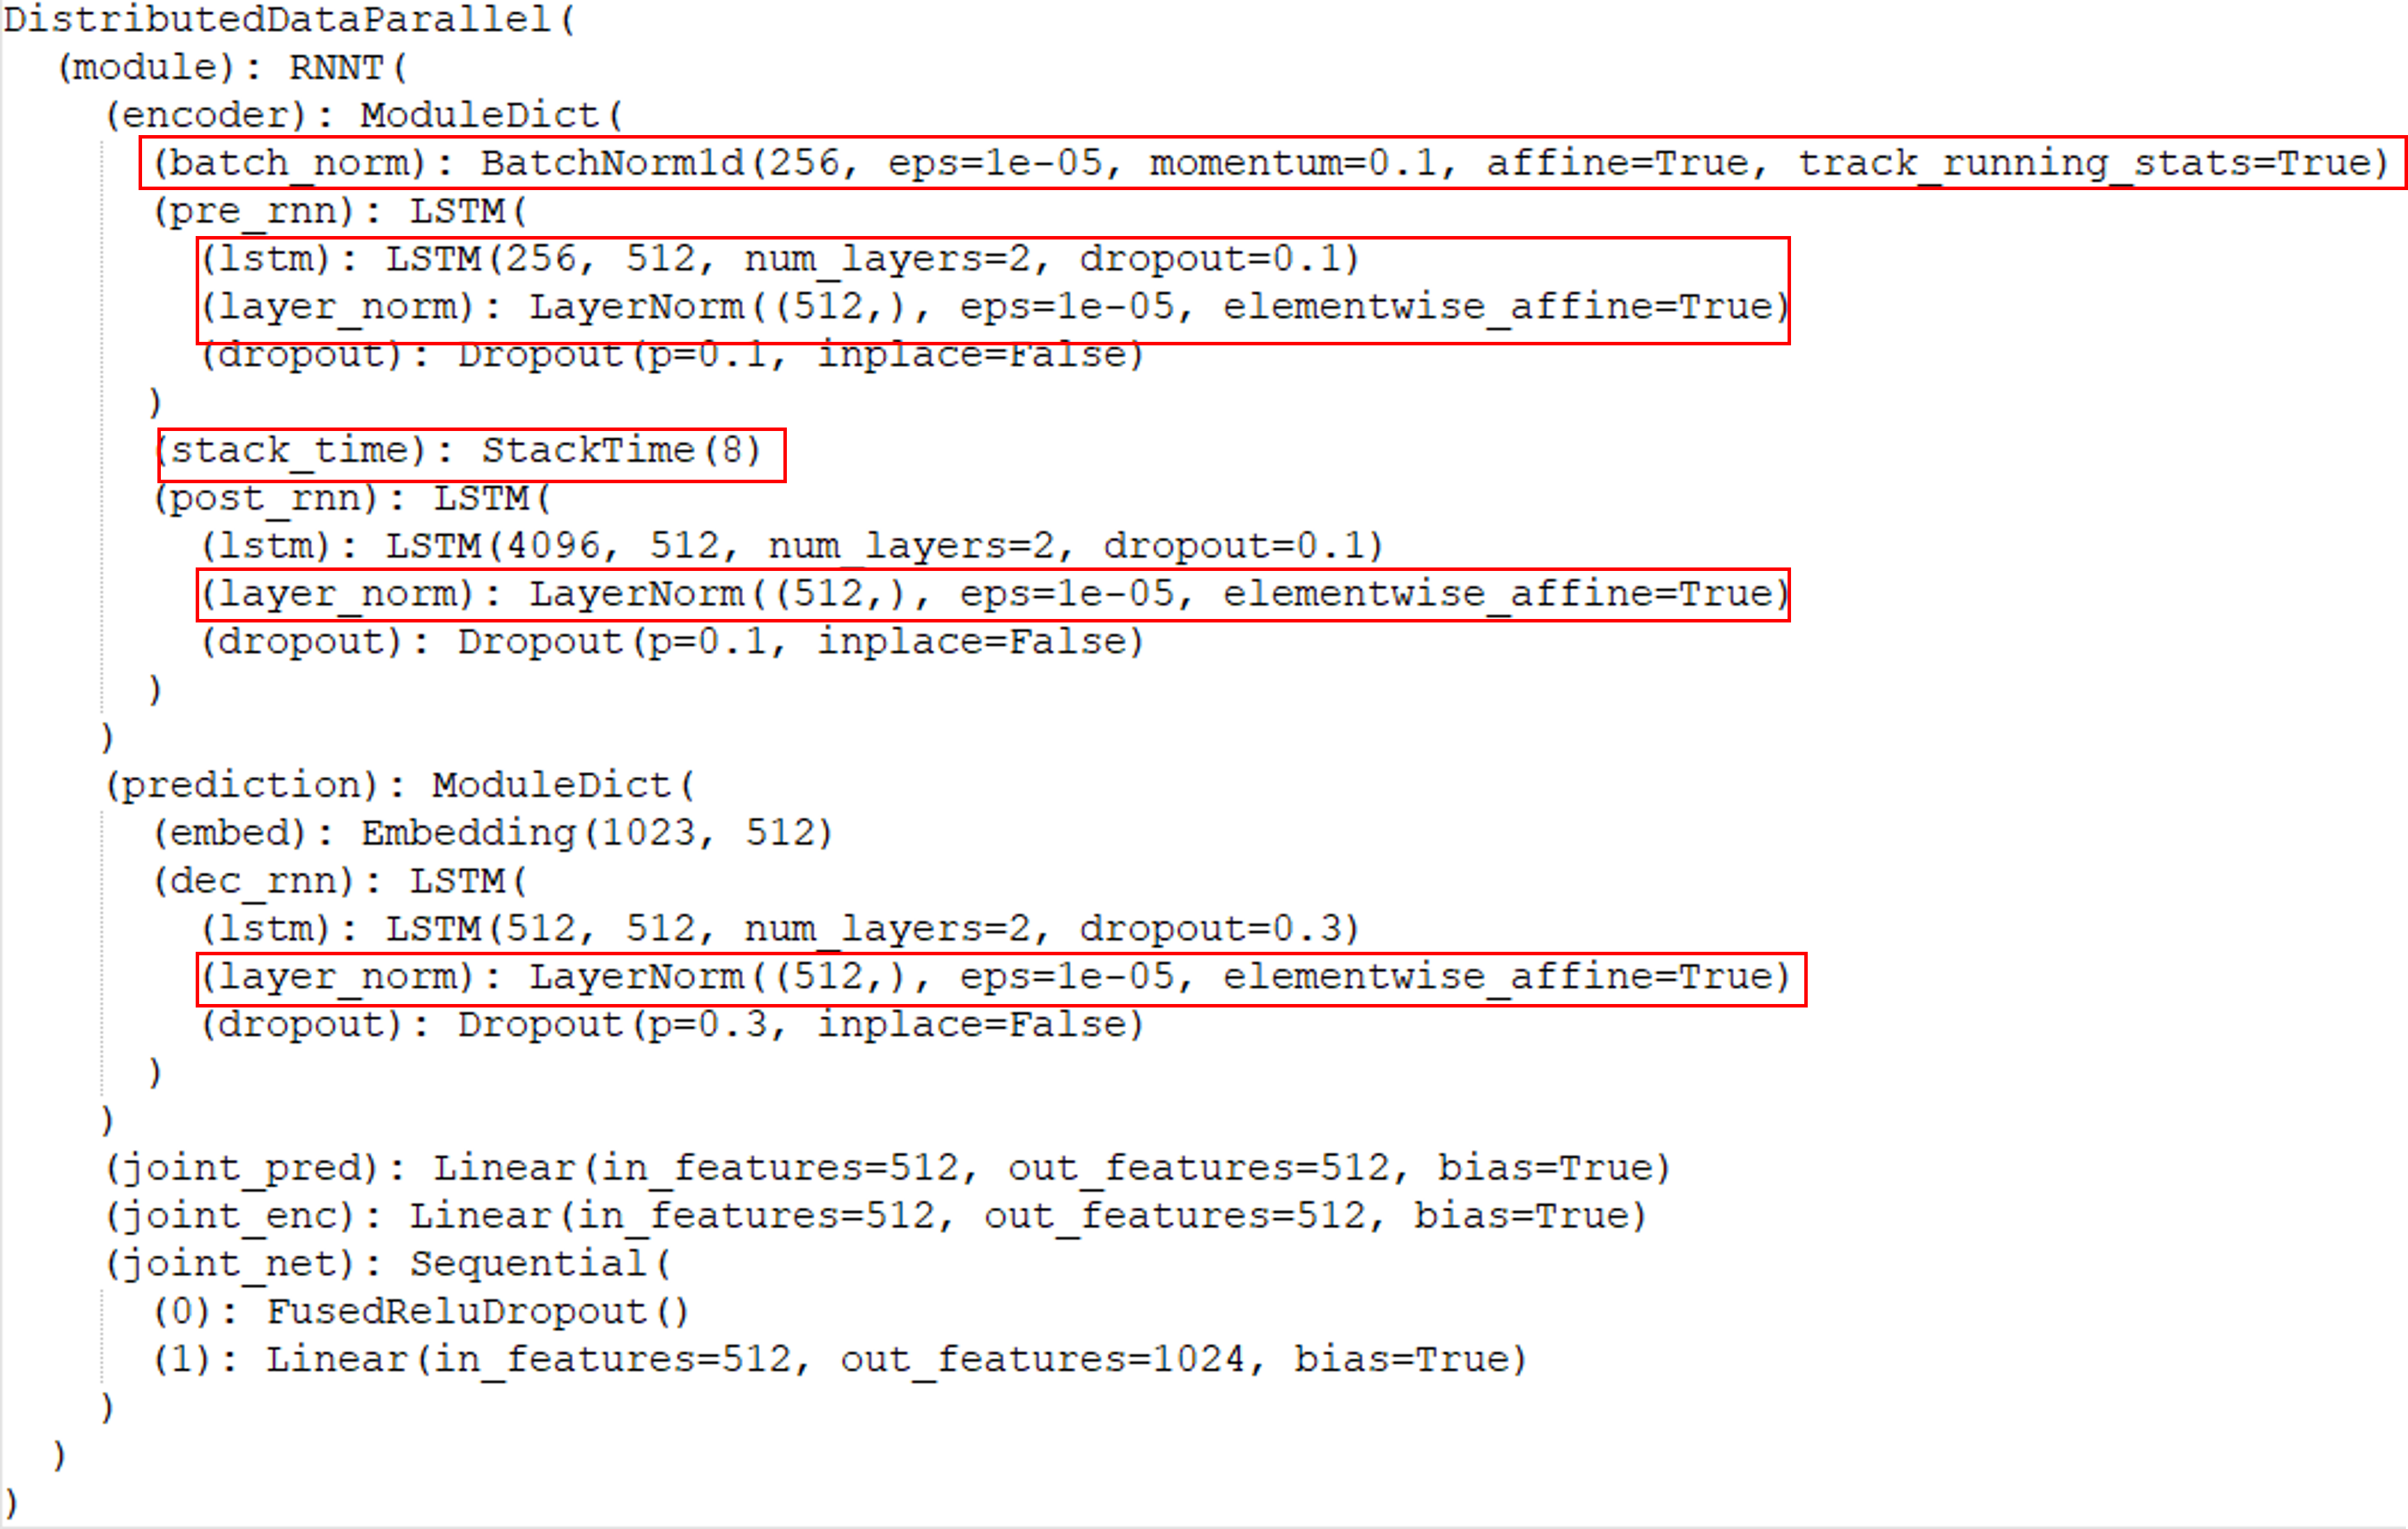 DistributedDataParallel(
  (module): RNNT(
    (encoder): ModuleDict(
      (batch_norm): BatchNorm1d(256, eps=1e-05, momentum=0.1, affine=True, track_running_stats=True)
      (pre_rnn): LSTM(
        (lstm): LSTM(256, 512, num_layers=2, dropout=0.1)
        (layer_norm): LayerNorm((512,), eps=1e-05, elementwise_affine=True)
        (dropout): Dropout(p=0.1, inplace=False)
      )
      (stack_time): StackTime(8)
      (post_rnn): LSTM(
        (lstm): LSTM(4096, 512, num_layers=2, dropout=0.1)
        (layer_norm): LayerNorm((512,), eps=1e-05, elementwise_affine=True)
        (dropout): Dropout(p=0.1, inplace=False)
      )
    )
    (prediction): ModuleDict(
      (embed): Embedding(1023, 512)
      (dec_rnn): LSTM(
        (lstm): LSTM(512, 512, num_layers=2, dropout=0.3)
        (layer_norm): LayerNorm((512,), eps=1e-05, elementwise_affine=True)
        (dropout): Dropout(p=0.3, inplace=False)
      )
    )
    (joint_pred): Linear(in_features=512, out_features=512, bias=True)
    (joint_enc): Linear(in_features=512, out_features=512, bias=True)
    (joint_net): Sequential(
      (0): FusedReluDropout()
      (1): Linear(in_features=512, out_features=1024, bias=True)
    )
  )
)